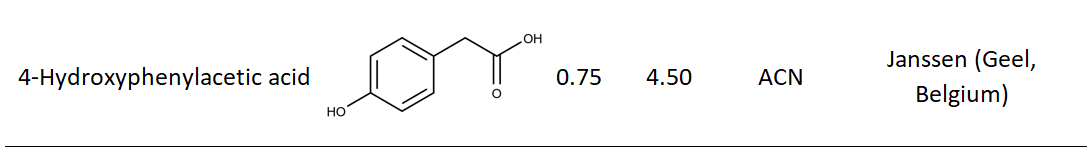 4-Hydroxyphenylacetic acid OH O HO 0.75 4.50 ACN Janssen (Geel,
Belgium)